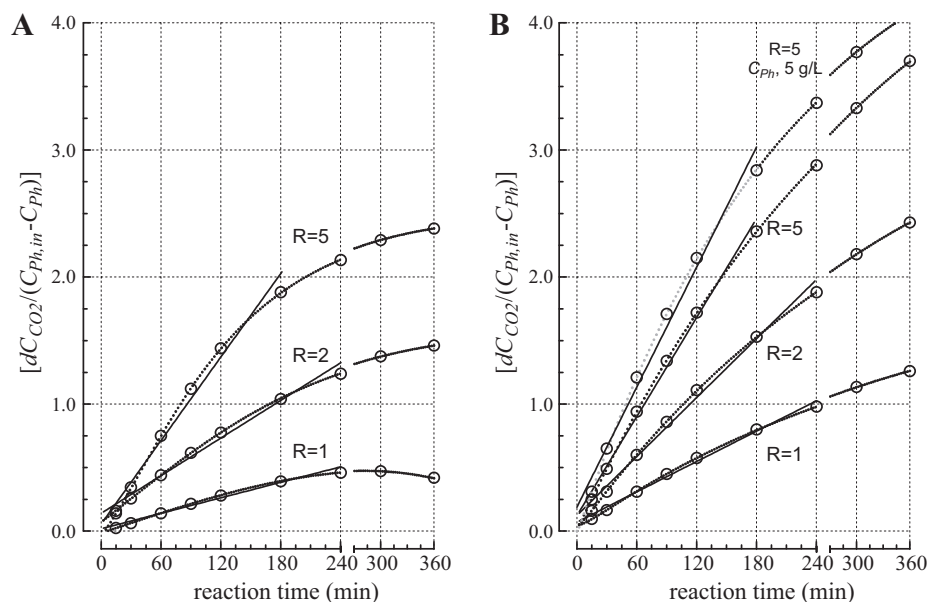 A
[dC_CO2/(C_Ph,in-C_Ph)]
4.0
3.0
2.0
1.0
0.0
R=5
R=2
R=1
0 60 120 180 240 300 360
reaction time (min)
B
[dC_CO2/(C_Ph,in-C_Ph)]
4.0
3.0
2.0
1.0
0.0
R=5
C_Ph, 5 g/L
R=5
R=2
R=1
0 60 120 180 240 300 360
reaction time (min)